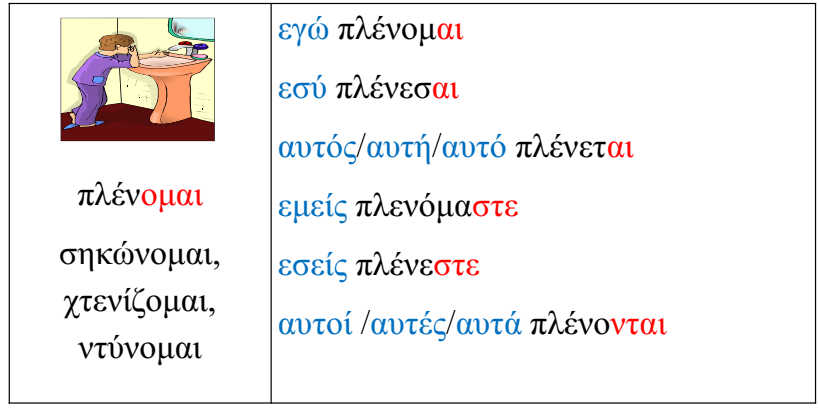 πλένομαι
σηκώνομαι,
χτενίζομαι,
ντύνομαι
εγώ πλένομαι
εσύ πλένεσαι
αυτός/αυτή/αυτό πλένεται
εμείς πλενόμαστε
εσείς πλένεστε
αυτοί /αυτές/αυτά πλένονται